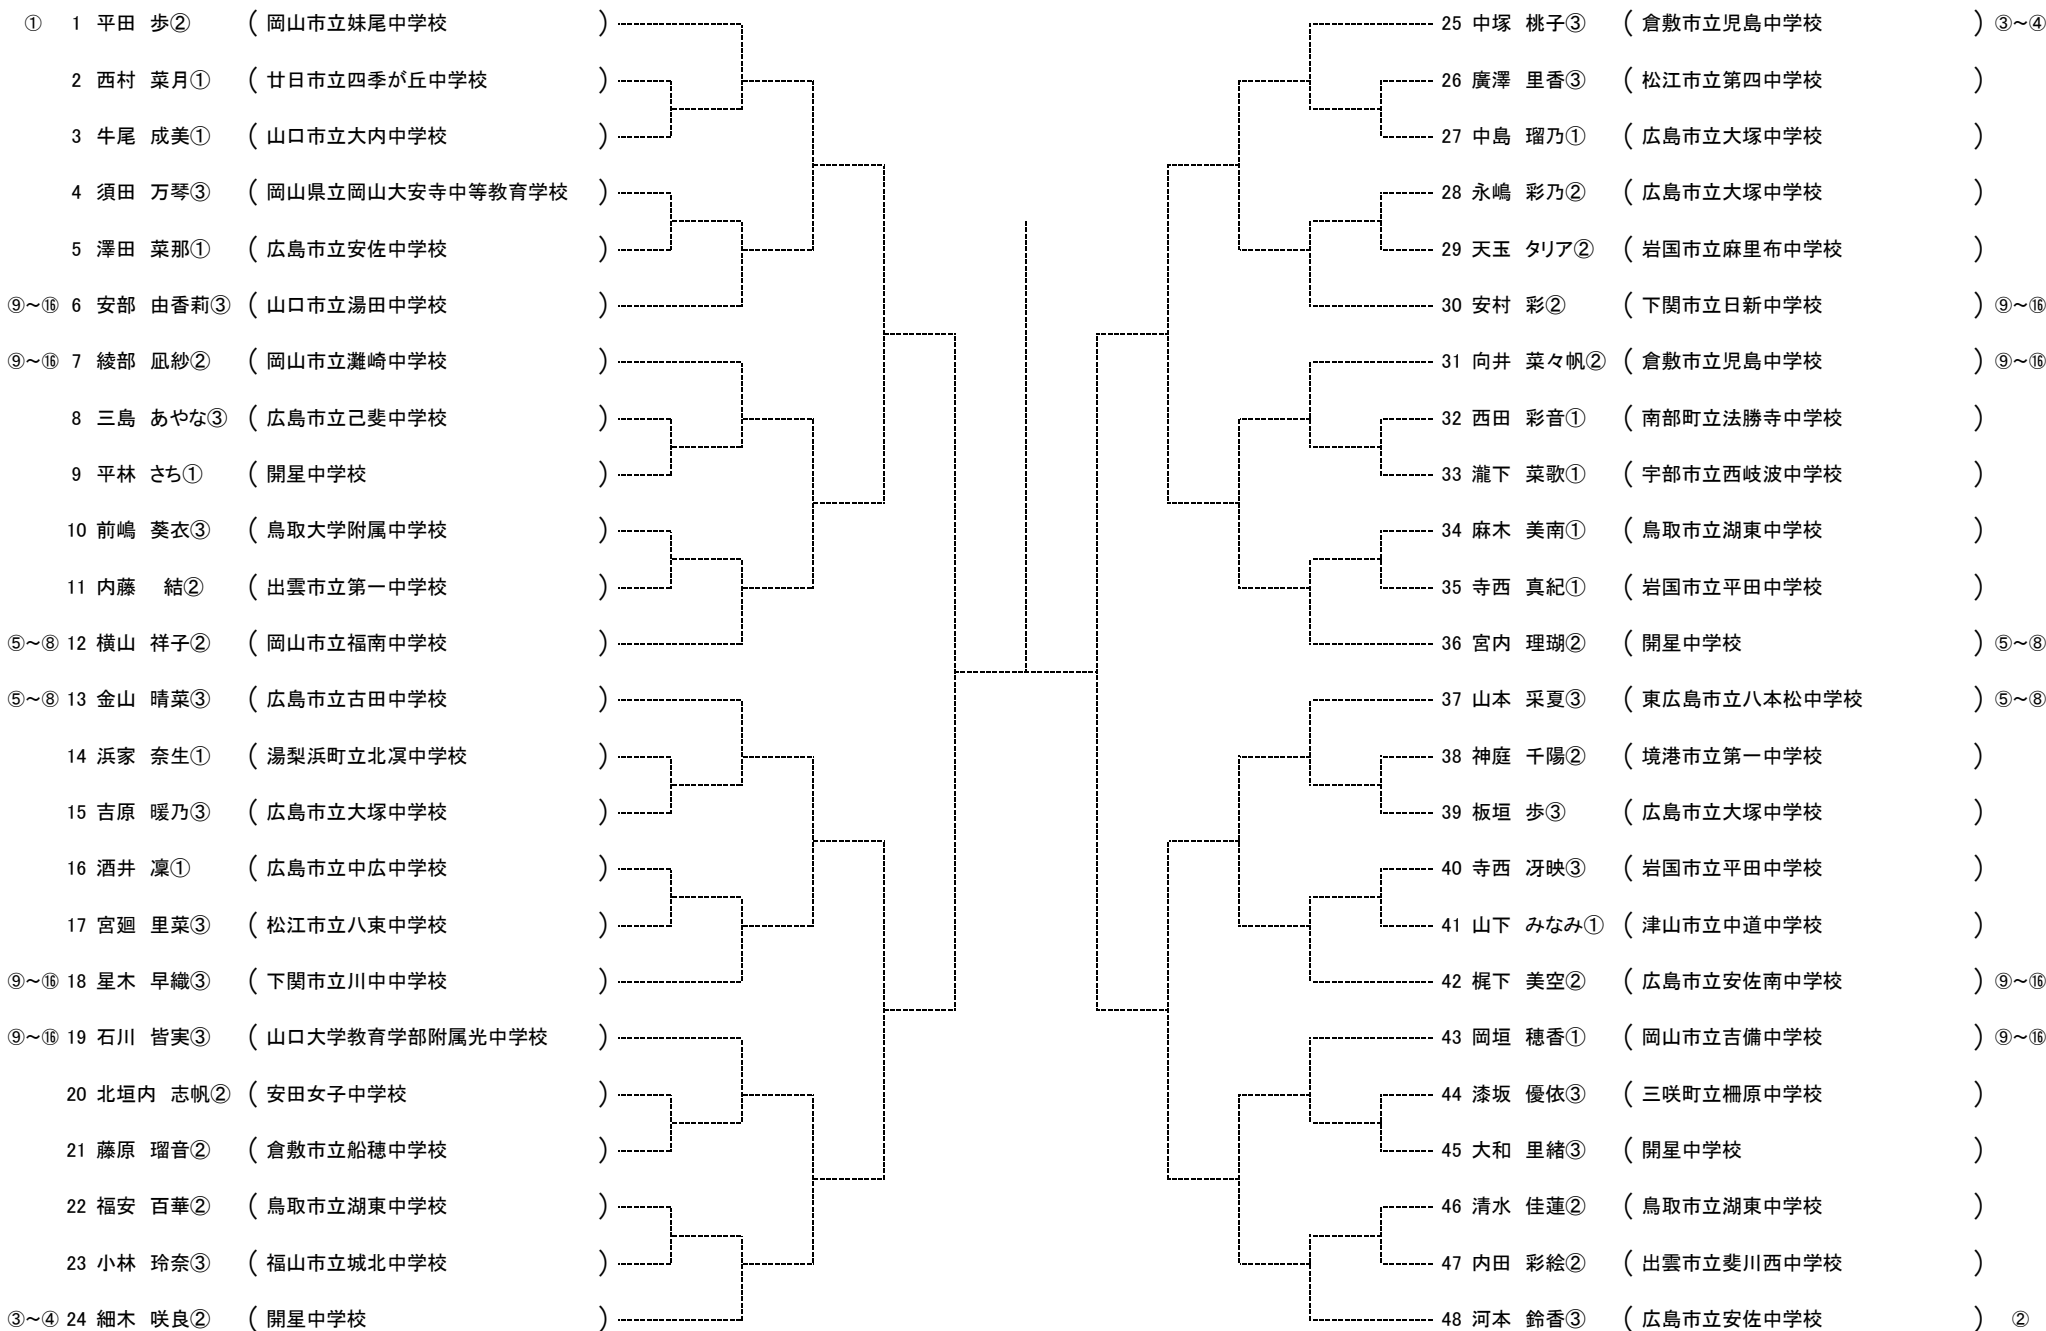 ① 1 平田 歩② ( 岡山市立妹尾中学校 )
2 西村 菜月① ( 廿日市立四季が丘中学校 )
3 牛尾 成美① ( 山口市立大内中学校 )
4 須田 万琴③ ( 岡山県立岡山大安寺中等教育学校 )
5 澤田 菜那① ( 広島市立安佐中学校 )
⑨～⑯ 6 安部 由香莉③ ( 山口市立湯田中学校 )
⑨～⑯ 7 綾部 凪紗② ( 岡山市立灘崎中学校 )
8 三島 あやな③ ( 広島市立己斐中学校 )
9 平林 さち① ( 開星中学校 )
10 前嶋 葵衣③ ( 鳥取大学附属中学校 )
11 内藤 結② ( 出雲市立第一中学校 )
⑤～⑧ 12 横山 祥子② ( 岡山市立福南中学校 )
⑤～⑧ 13 金山 晴菜③ ( 広島市立古田中学校 )
14 浜家 奈生① ( 湯梨浜町立北溟中学校 )
15 吉原 暖乃③ ( 広島市立大塚中学校 )
16 酒井 凜① ( 広島市立中広中学校 )
17 宮廻 里菜③ ( 松江市立八束中学校 )
⑨～⑯ 18 星木 早織③ ( 下関市立川中中学校 )
⑨～⑯ 19 石川 皆実③ ( 山口大学教育学部附属光中学校 )
20 北垣内 志帆② ( 安田女子中学校 )
21 藤原 瑠音② ( 倉敷市立船穂中学校 )
22 福安 百華② ( 鳥取市立湖東中学校 )
23 小林 玲奈③ ( 福山市立城北中学校 )
③～④ 24 細木 咲良② ( 開星中学校 )
25 中塚 桃子③ ( 倉敷市立児島中学校 ) ③～④
26 廣澤 里香③ ( 松江市立第四中学校 )
27 中島 瑠乃① ( 広島市立大塚中学校 )
28 永嶋 彩乃② ( 広島市立大塚中学校 )
29 天玉 タリア② ( 岩国市立麻里布中学校 )
30 安村 彩② ( 下関市立日新中学校 ) ⑨～⑯
31 向井 菜々帆② ( 倉敷市立児島中学校 ) ⑨～⑯
32 西田 彩音① ( 南部町立法勝寺中学校 )
33 瀧下 菜歌① ( 宇部市立西岐波中学校 )
34 麻木 美南① ( 鳥取市立湖東中学校 )
35 寺西 真紀① ( 岩国市立平田中学校 )
36 宮内 理瑚② ( 開星中学校 ) ⑤～⑧
37 山本 采夏③ ( 東広島市立八本松中学校 ) ⑤～⑧
38 神庭 千陽② ( 境港市立第一中学校 )
39 板垣 歩③ ( 広島市立大塚中学校 )
40 寺西 冴映③ ( 岩国市立平田中学校 )
41 山下 みなみ① ( 津山市立中道中学校 )
42 梶下 美空② ( 広島市立安佐南中学校 ) ⑨～⑯
43 岡垣 穂香① ( 岡山市立吉備中学校 ) ⑨～⑯
44 漆坂 優依③ ( 三咲町立柵原中学校 )
45 大和 里緒③ ( 開星中学校 )
46 清水 佳蓮② ( 鳥取市立湖東中学校 )
47 内田 彩絵② ( 出雲市立斐川西中学校 )
48 河本 鈴香③ ( 広島市立安佐中学校 ) ②